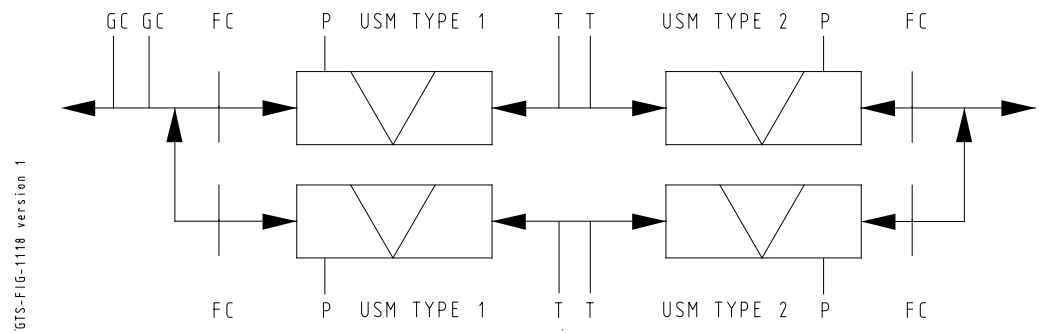 GC GC FC P USM TYPE 1 T T USM TYPE 2 P FC
GTS-FIG-1118 version 1
FC P USM TYPE 1 T T USM TYPE 2 P FC